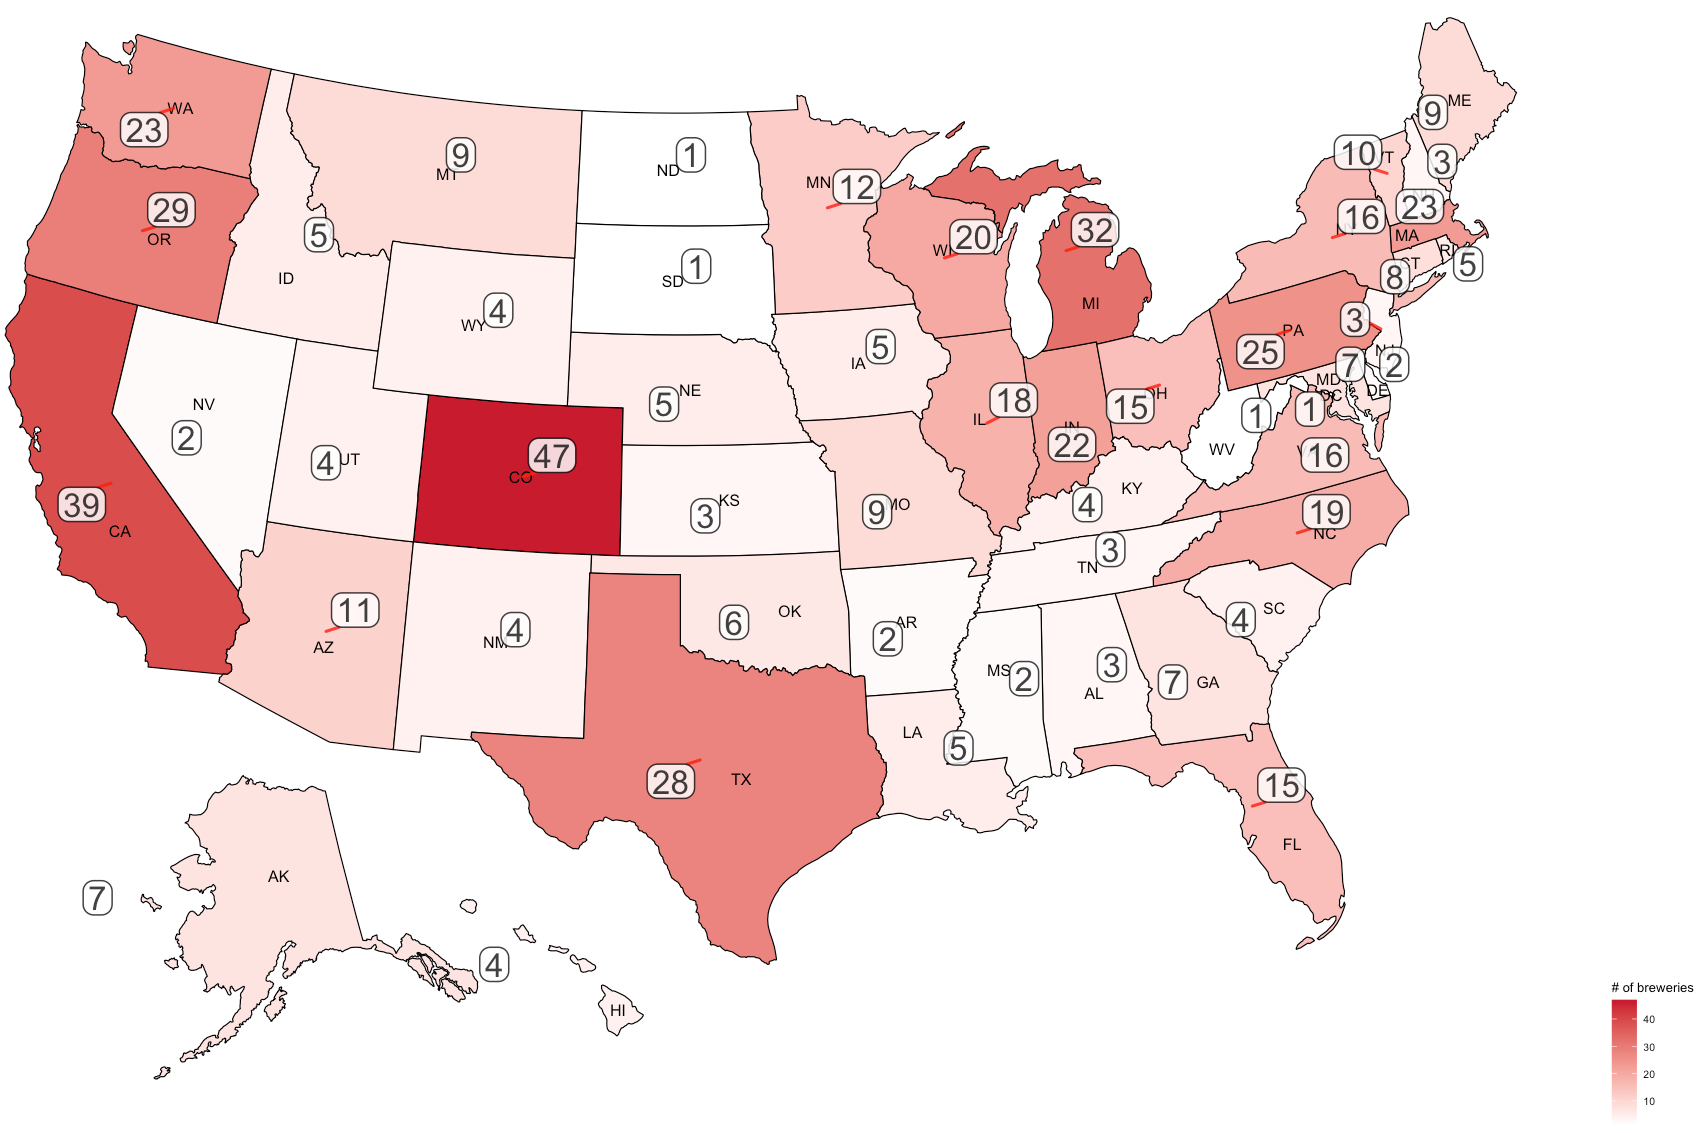 ME
9
WA
23
10
VT
3
MT
9
ND
1
MN
12
29
OR
23
16
MA
RI
5
CT
8
32
20
5
ID
SD
1
WY
4
MI
3
PA
25
NJ
2
7
IA
5
NE
5
MD
DC
DE
1
NV
2
IL
18
IN
22
OH
15
WV
1
16
4
UT
CO
47
KS
3
MO
9
KY
4
39
CA
19
NC
TN
3
11
AZ
NM
4
6
OK
AR
2
SC
4
MS
2
AL
3
7
GA
LA
5
28
TX
15
FL
AK
7
4
HI
# of breweries
40
30
20
10